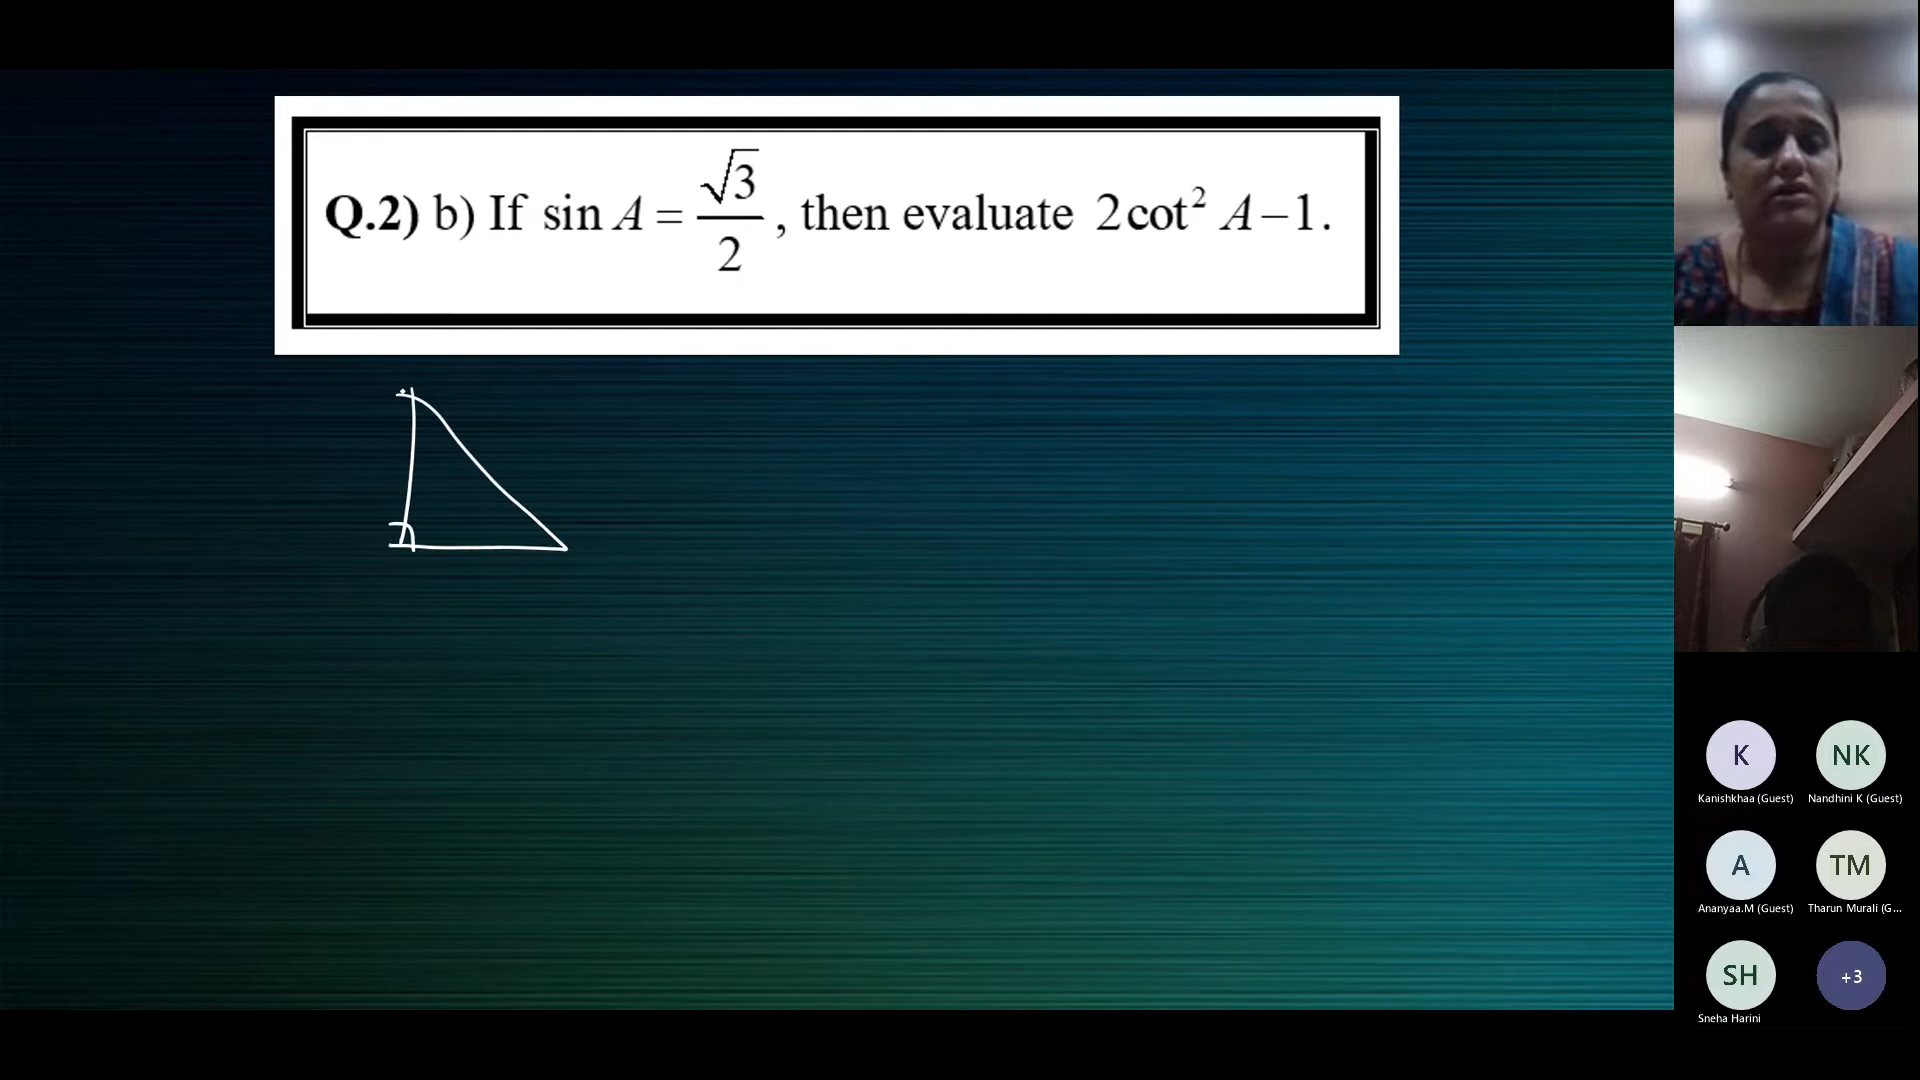 Q.2) b) If sin A = √3/2 , then evaluate 2cot² A−1.
K
NK
Kanishkhaa (Guest)
Nandhini K (Guest)
A
TM
Ananyaa.M (Guest)
Tharun Murali (G...
SH
+3
Sneha Harini